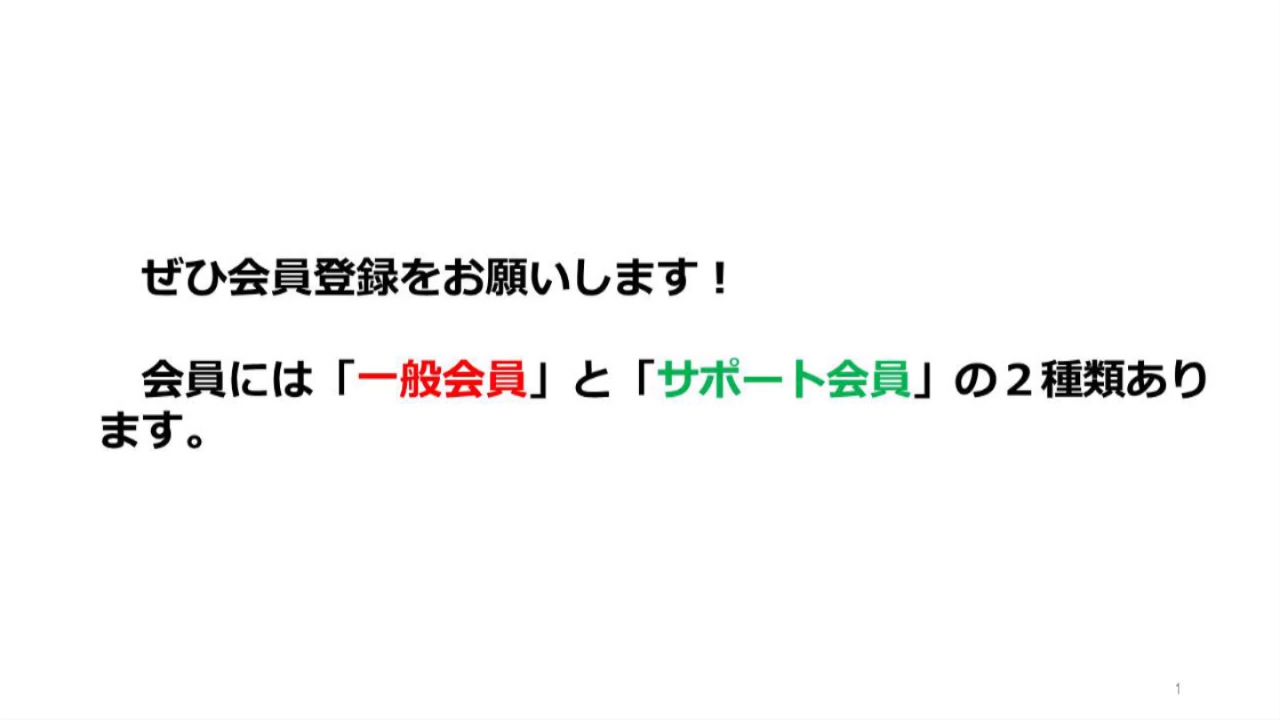 ぜひ会員登録をお願いします！
会員には「一般会員」と「サポート会員」の２種類あり
ます。
1